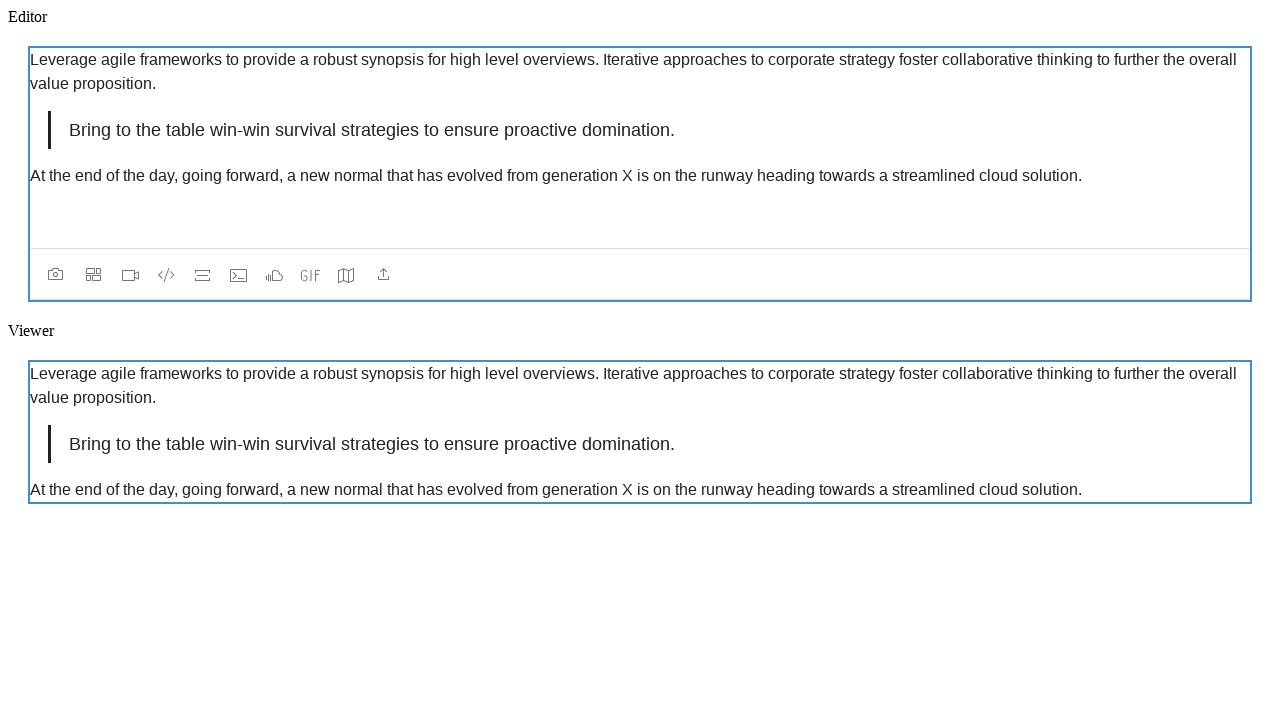 Editor
Leverage agile frameworks to provide a robust synopsis for high level overviews. Iterative approaches to corporate strategy foster collaborative thinking to further the overall
value proposition.
Bring to the table win-win survival strategies to ensure proactive domination.
At the end of the day, going forward, a new normal that has evolved from generation X is on the runway heading towards a streamlined cloud solution.
GIF
Viewer
Leverage agile frameworks to provide a robust synopsis for high level overviews. Iterative approaches to corporate strategy foster collaborative thinking to further the overall
value proposition.
Bring to the table win-win survival strategies to ensure proactive domination.
At the end of the day, going forward, a new normal that has evolved from generation X is on the runway heading towards a streamlined cloud solution.